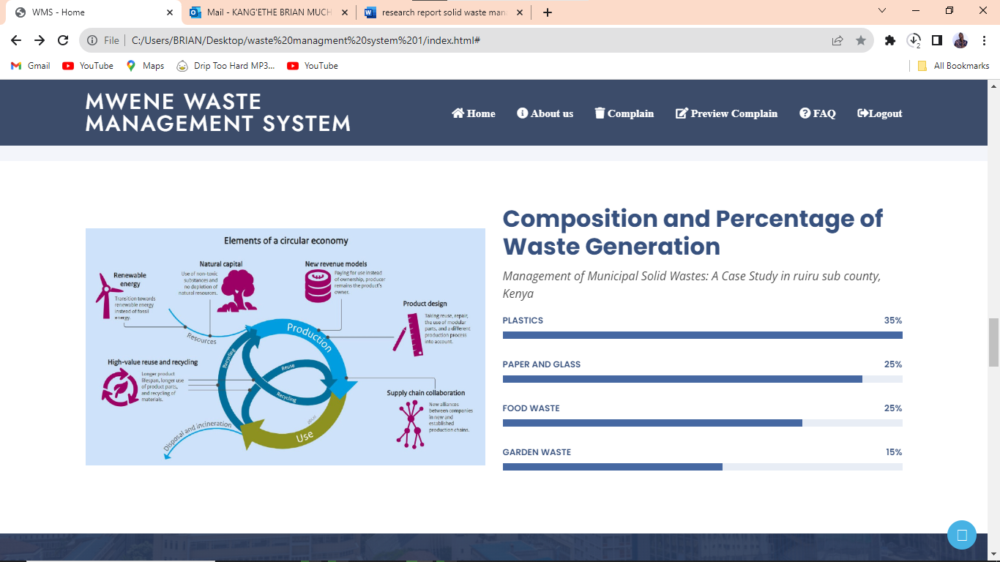 WMS - Home
Mail - KANG'ETHE BRIAN MUCH
research report solid waste man
File
C:/Users/BRIAN/Desktop/waste%20managment%20system%201/index.html#
2
Gmail
YouTube
Maps
Drip Too Hard MP3...
YouTube
All Bookmarks
MWENE WASTE
MANAGEMENT SYSTEM
Home
About us
Complain
Preview Complain
FAQ
Logout
Elements of a circular economy
Renewable
energy
Transition towards
renewable energy
instead of fossil
energy.
Natural capital
Use of non-toxic
substances and
no depletion of
natural resources.
New revenue models
Paying for use instead
of ownership, producer
remains the product's
owner.
Product design
Taking reuse, repair,
the use of modular
parts, and a different
production process
into account.
Resources
Production
Recycling
Reuse
Recycling
High-value reuse and recycling
Longer product
lifespan, longer use
of product parts,
and recycling of
materials.
Supply chain collaboration
New alliances
between companies
in new and
established
production chains.
Use
Disposal and incineration
Composition and Percentage of
Waste Generation
Management of Municipal Solid Wastes: A Case Study in ruiru sub county,
Kenya
PLASTICS 35%
PAPER AND GLASS 25%
FOOD WASTE 25%
GARDEN WASTE 15%